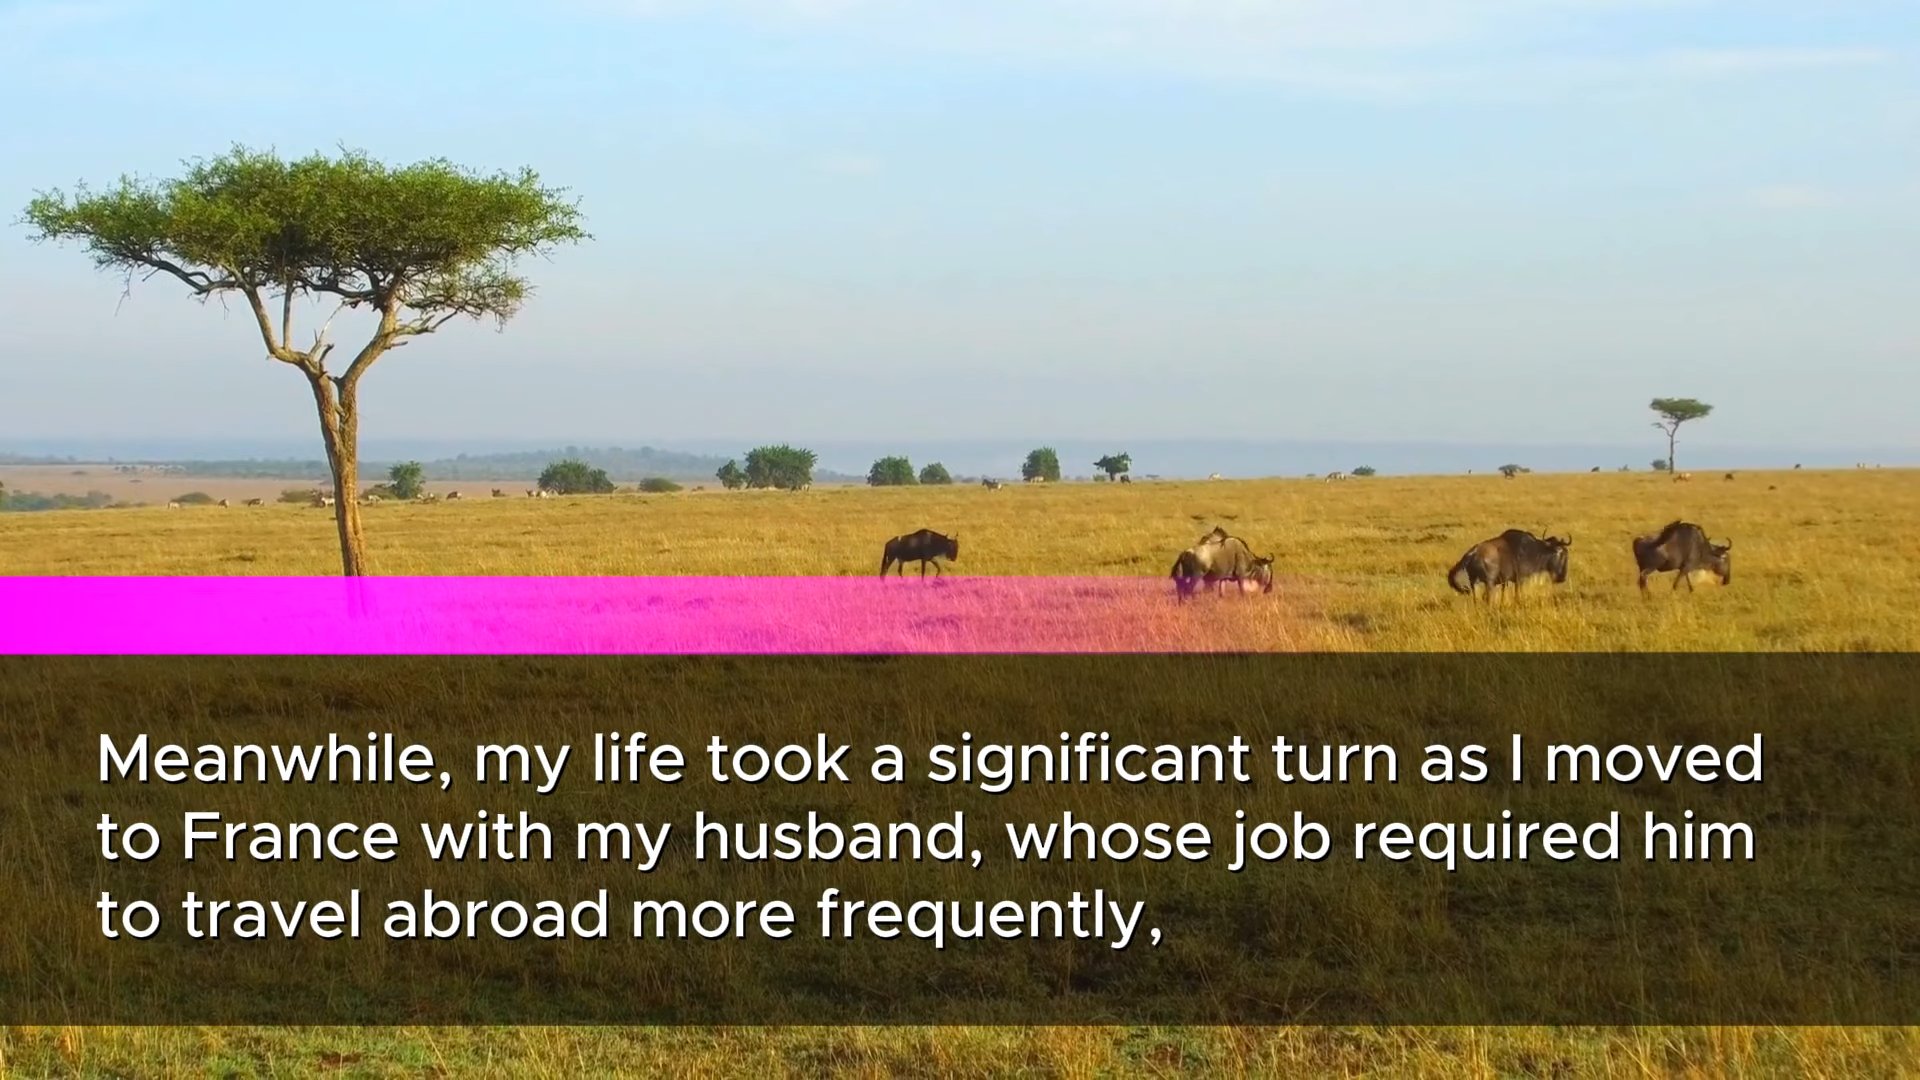 Meanwhile, my life took a significant turn as I moved
to France with my husband, whose job required him
to travel abroad more frequently,